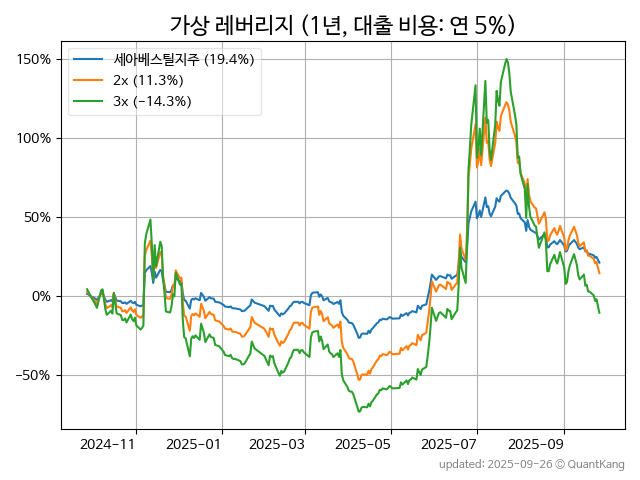 가상 레버리지 (1년, 대출 비용: 연 5%)
150%
100%
50%
0%
−50%
세아베스틸지주 (19.4%)
2x (11.3%)
3x (−14.3%)
2024-11 2025-01 2025-03 2025-05 2025-07 2025-09
updated: 2025-09-26 © QuantKang